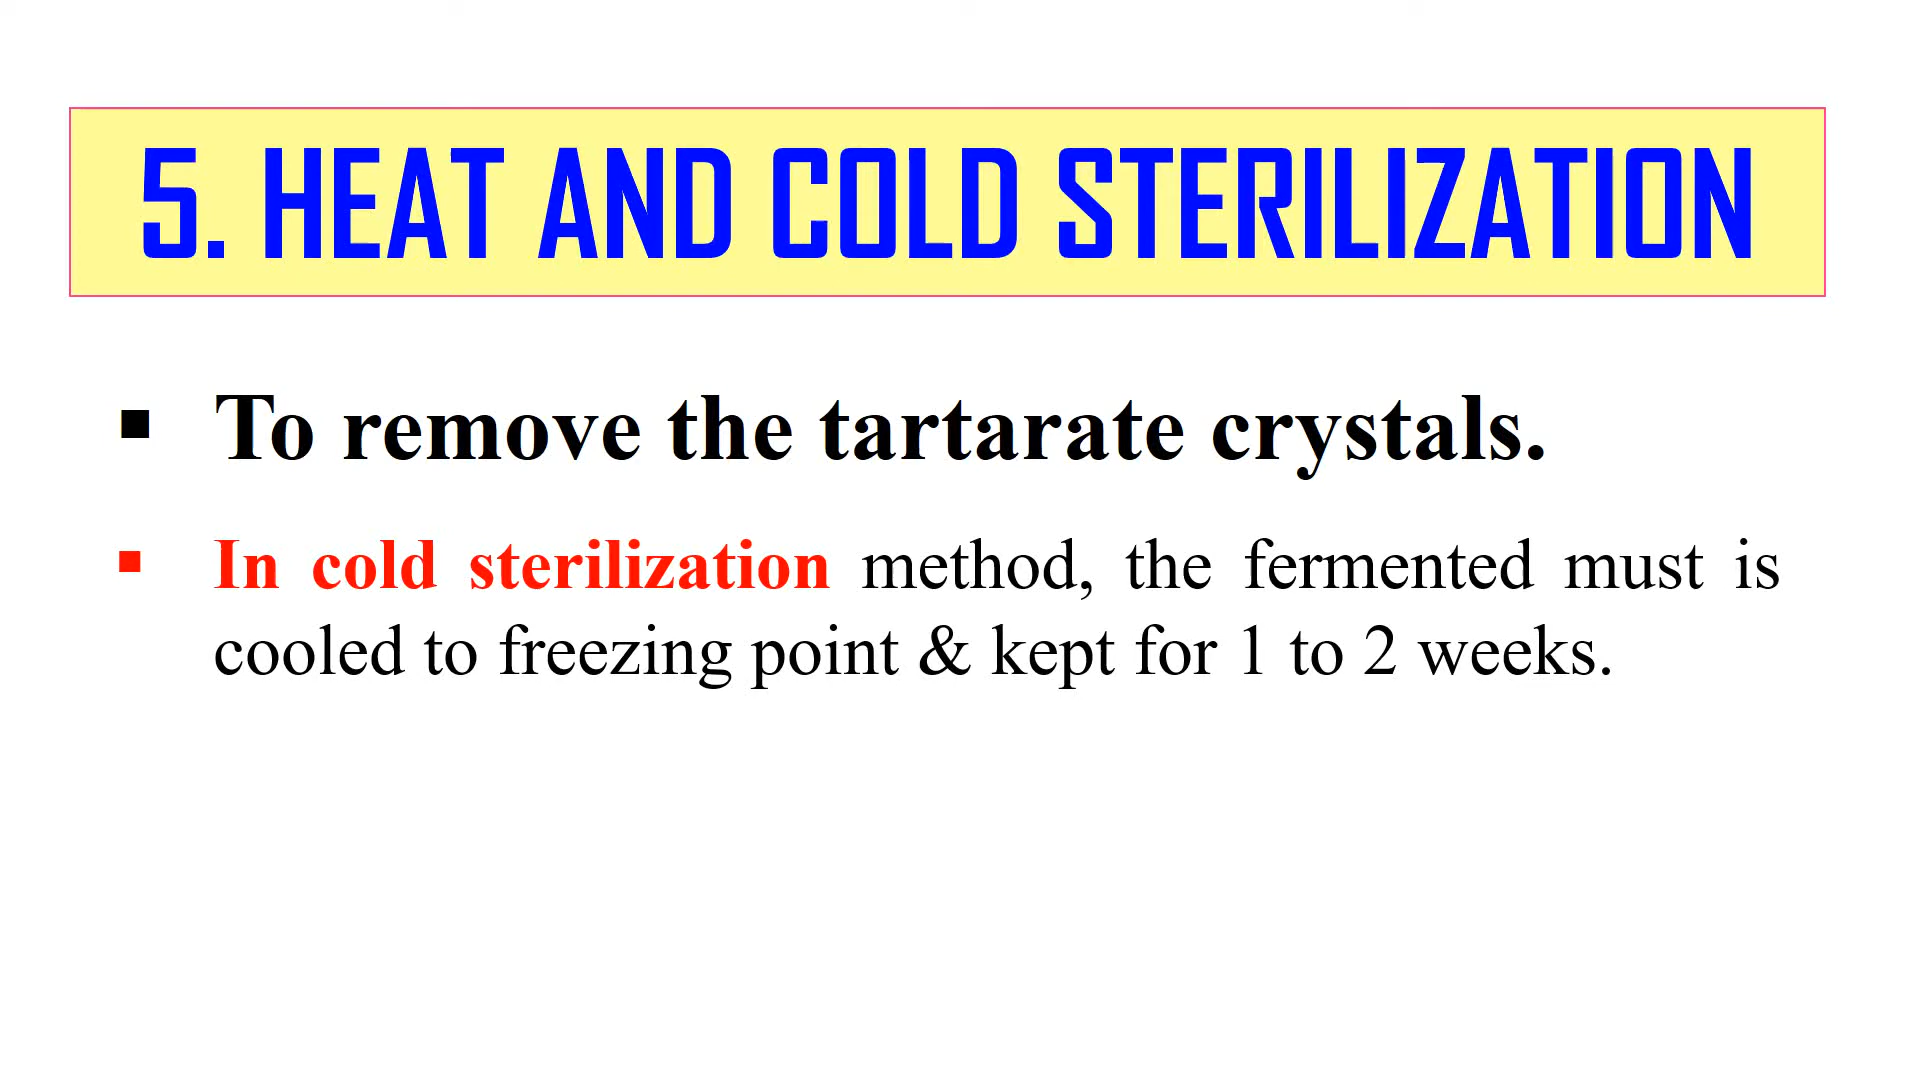 5. HEAT AND COLD STERILIZATION
▪ To remove the tartarate crystals.
▪ In cold sterilization method, the fermented must is
cooled to freezing point & kept for 1 to 2 weeks.